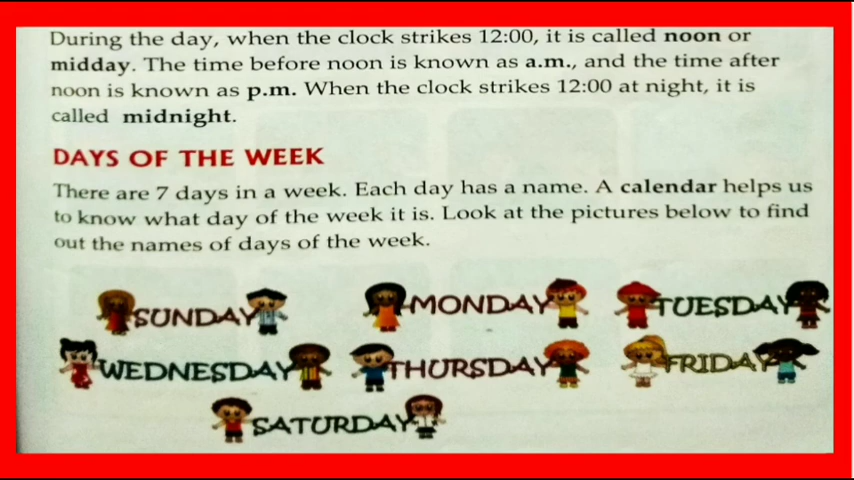 During the day, when the clock strikes 12:00, it is called noon or
midday. The time before noon is known as a.m., and the time after
noon is known as p.m. When the clock strikes 12:00 at night, it is
called midnight.
DAYS OF THE WEEK
There are 7 days in a week. Each day has a name. A calendar helps us
to know what day of the week it is. Look at the pictures below to find
out the names of days of the week.
SUNDAY MONDAY TUESDAY
WEDNESDAY THURSDAY FRIDAY
SATURDAY